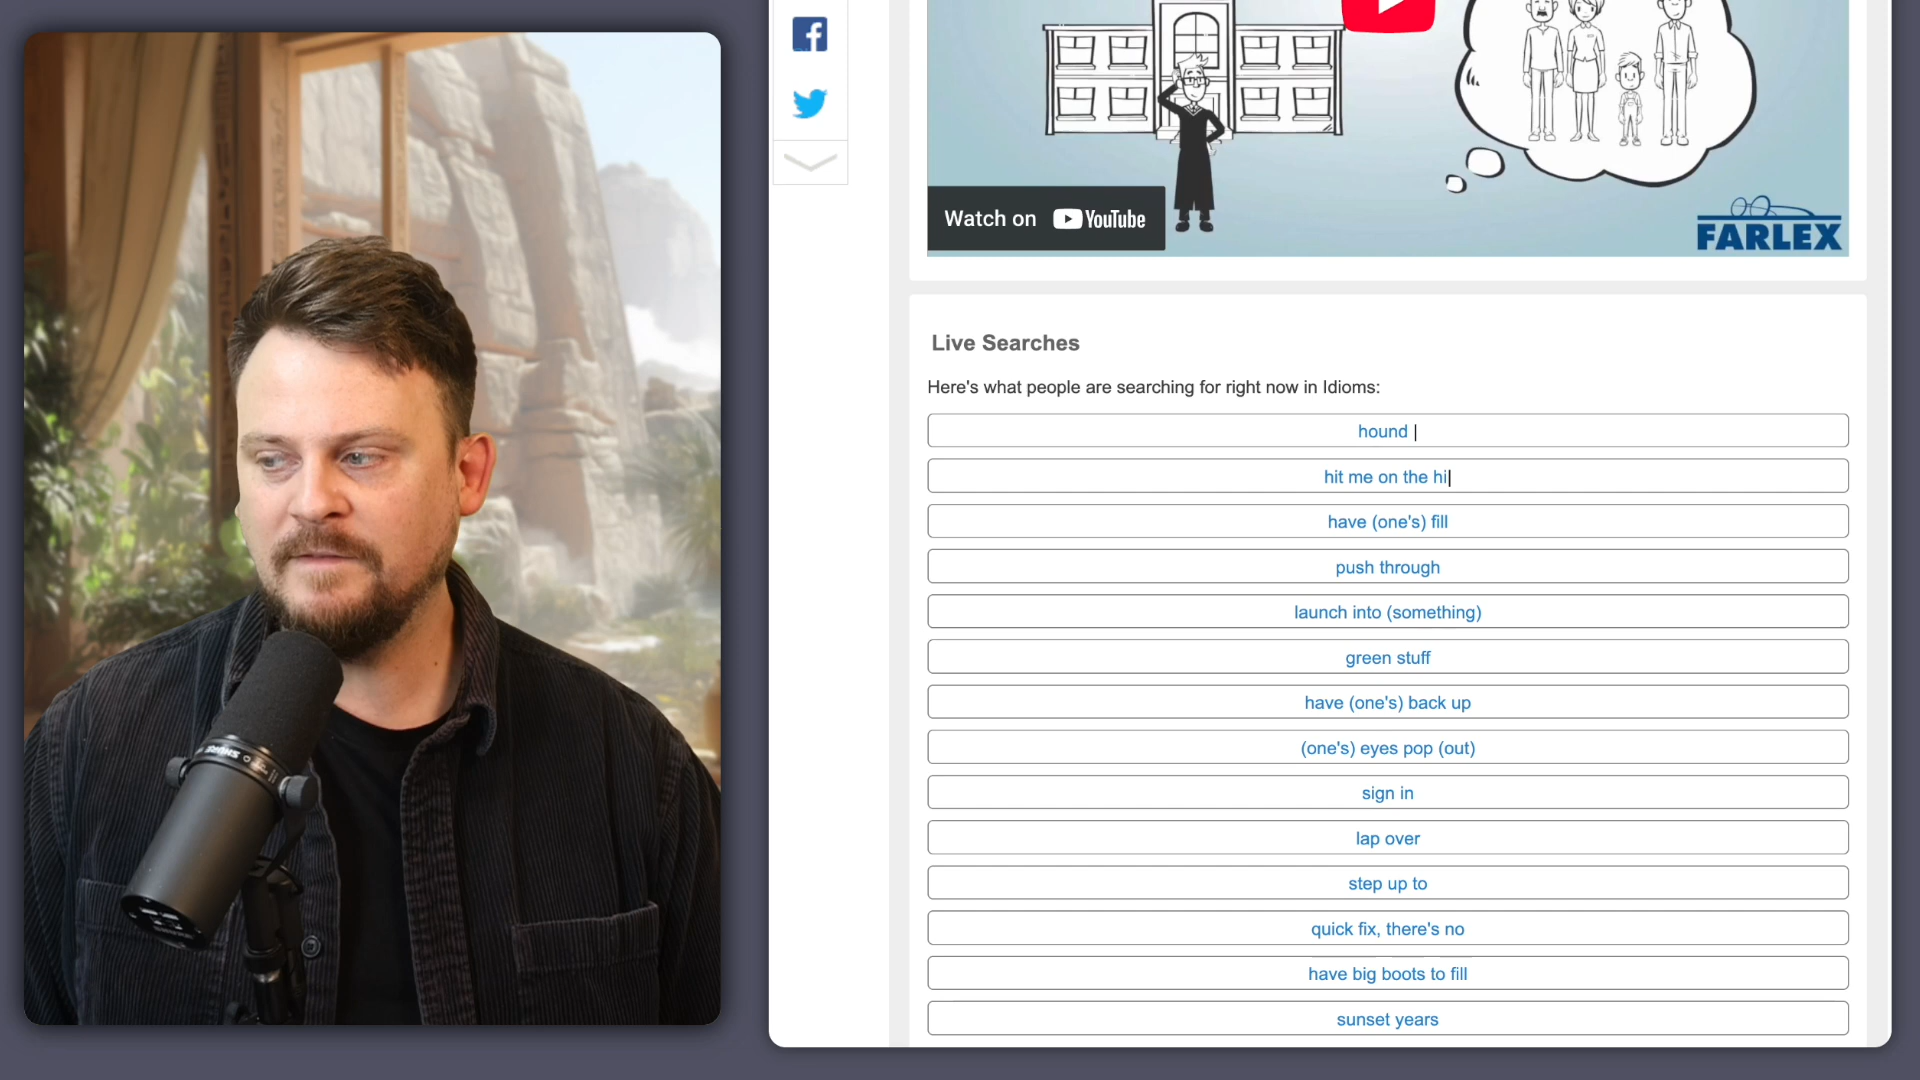 Watch on YouTube
FARLEX
Live Searches
Here's what people are searching for right now in Idioms:
hound
hit me on the hi
have (one's) fill
push through
launch into (something)
green stuff
have (one's) back up
(one's) eyes pop (out)
sign in
lap over
step up to
quick fix, there's no
have big boots to fill
sunset years
SHURE